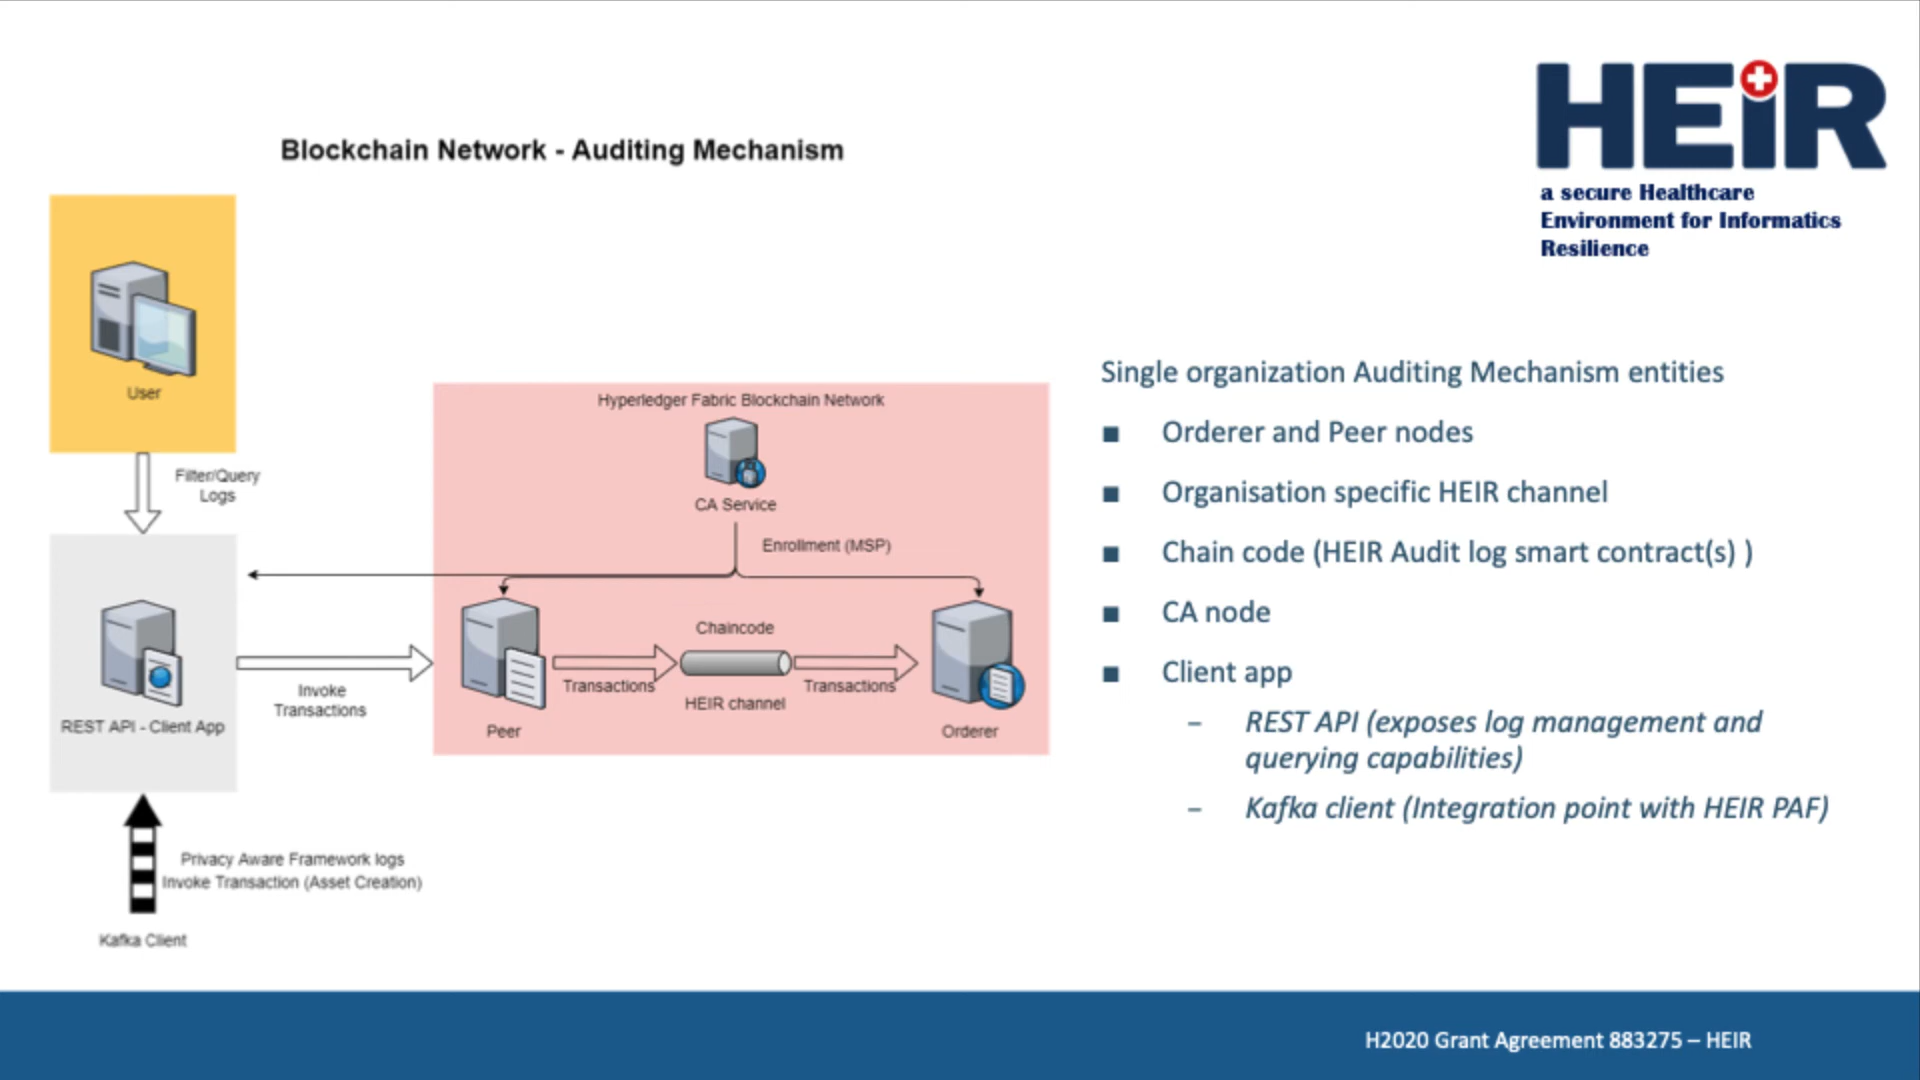 HEiR
a secure Healthcare
Environment for Informatics
Resilience
Blockchain Network - Auditing Mechanism
User
Filter/Query
Logs
REST API - Client App
Invoke
Transactions
Privacy Aware Framework logs
Invoke Transaction (Asset Creation)
Kafka Client
Hyperledger Fabric Blockchain Network
CA Service
Enrollment (MSP)
Peer
Transactions
Chaincode
HEIR channel
Transactions
Orderer
Single organization Auditing Mechanism entities
■ Orderer and Peer nodes
■ Organisation specific HEIR channel
■ Chain code (HEIR Audit log smart contract(s) )
■ CA node
■ Client app
– REST API (exposes log management and
querying capabilities)
– Kafka client (Integration point with HEIR PAF)
H2020 Grant Agreement 883275 – HEIR